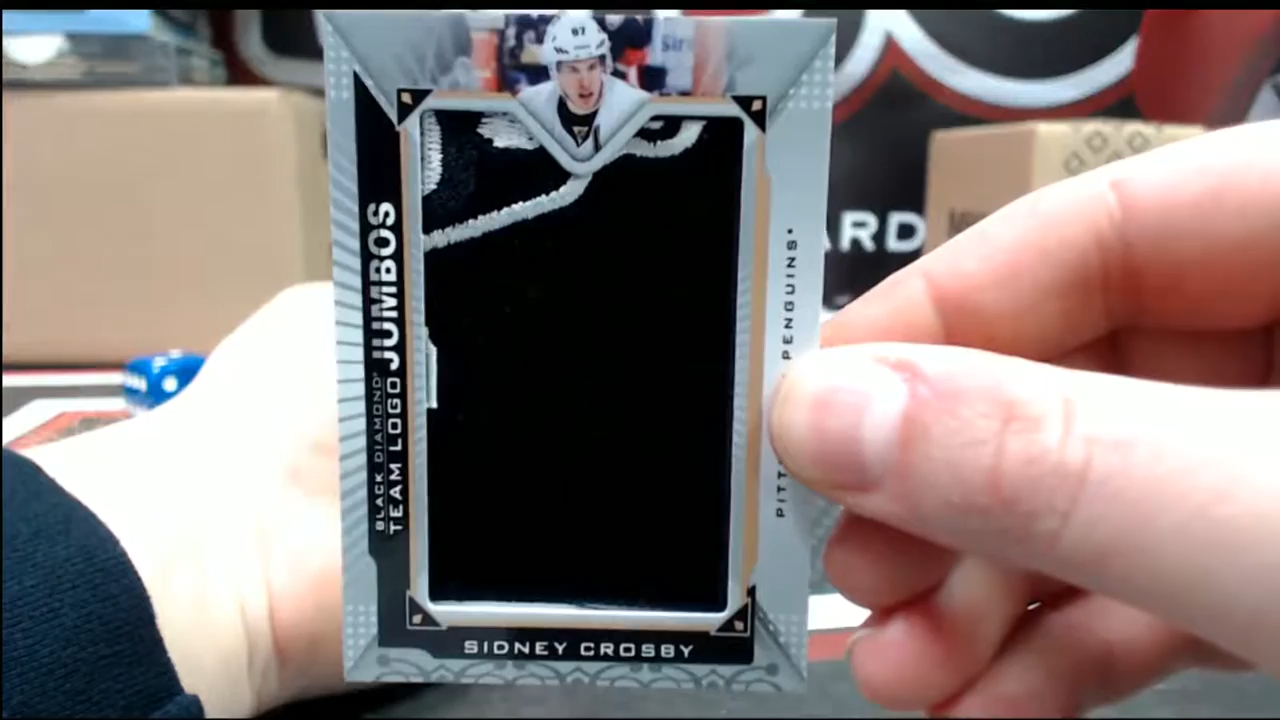 87
BLACK DIAMOND
TEAM LOGO JUMBOS
PITT PENGUINS
SIDNEY CROSBY
ARD